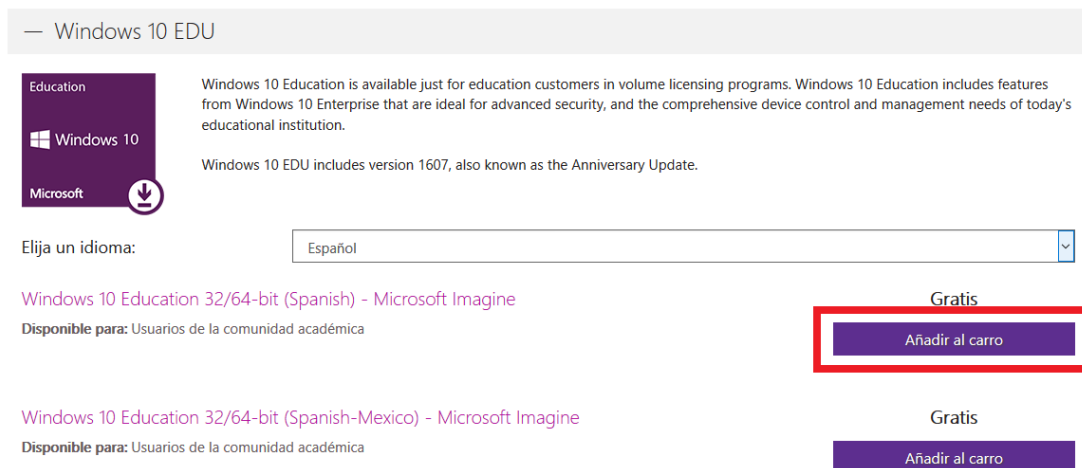 — Windows 10 EDU
Education
Windows 10
Microsoft
Windows 10 Education is available just for education customers in volume licensing programs. Windows 10 Education includes features
from Windows 10 Enterprise that are ideal for advanced security, and the comprehensive device control and management needs of today's
educational institution.
Windows 10 EDU includes version 1607, also known as the Anniversary Update.
Elija un idioma:
Español
Windows 10 Education 32/64-bit (Spanish) - Microsoft Imagine
Gratis
Disponible para: Usuarios de la comunidad académica
Añadir al carro
Windows 10 Education 32/64-bit (Spanish-Mexico) - Microsoft Imagine
Gratis
Disponible para: Usuarios de la comunidad académica
Añadir al carro